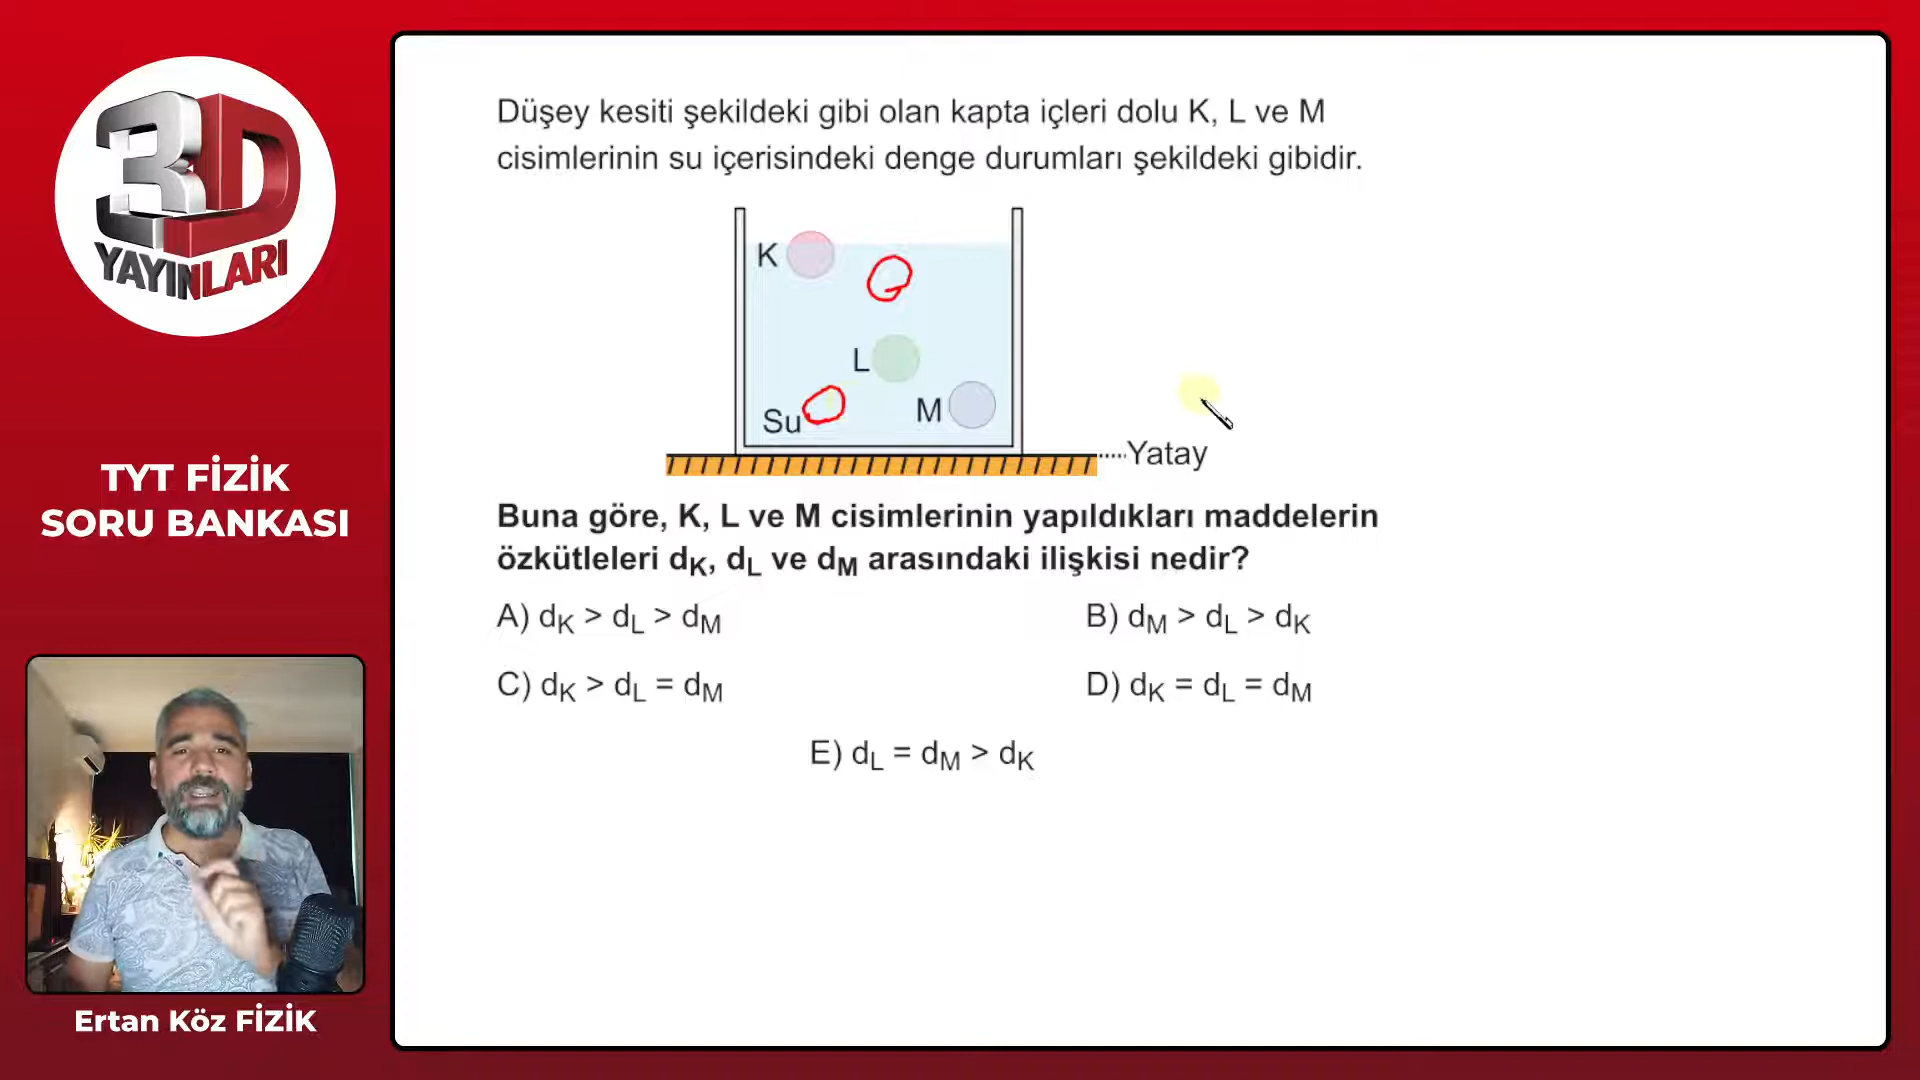 3D
YAYINLARI
TYT FİZİK
SORU BANKASI
Ertan Köz FİZİK
Düşey kesiti şekildeki gibi olan kapta içleri dolu K, L ve M
cisimlerinin su içerisindeki denge durumları şekildeki gibidir.
K
L
M
Su
Yatay
Buna göre, K, L ve M cisimlerinin yapıldıkları maddelerin
özkütleleri dK, dL ve dM arasındaki ilişkisi nedir?
A) dK > dL > dM
B) dM > dL > dK
C) dK > dL = dM
D) dK = dL = dM
E) dL = dM > dK